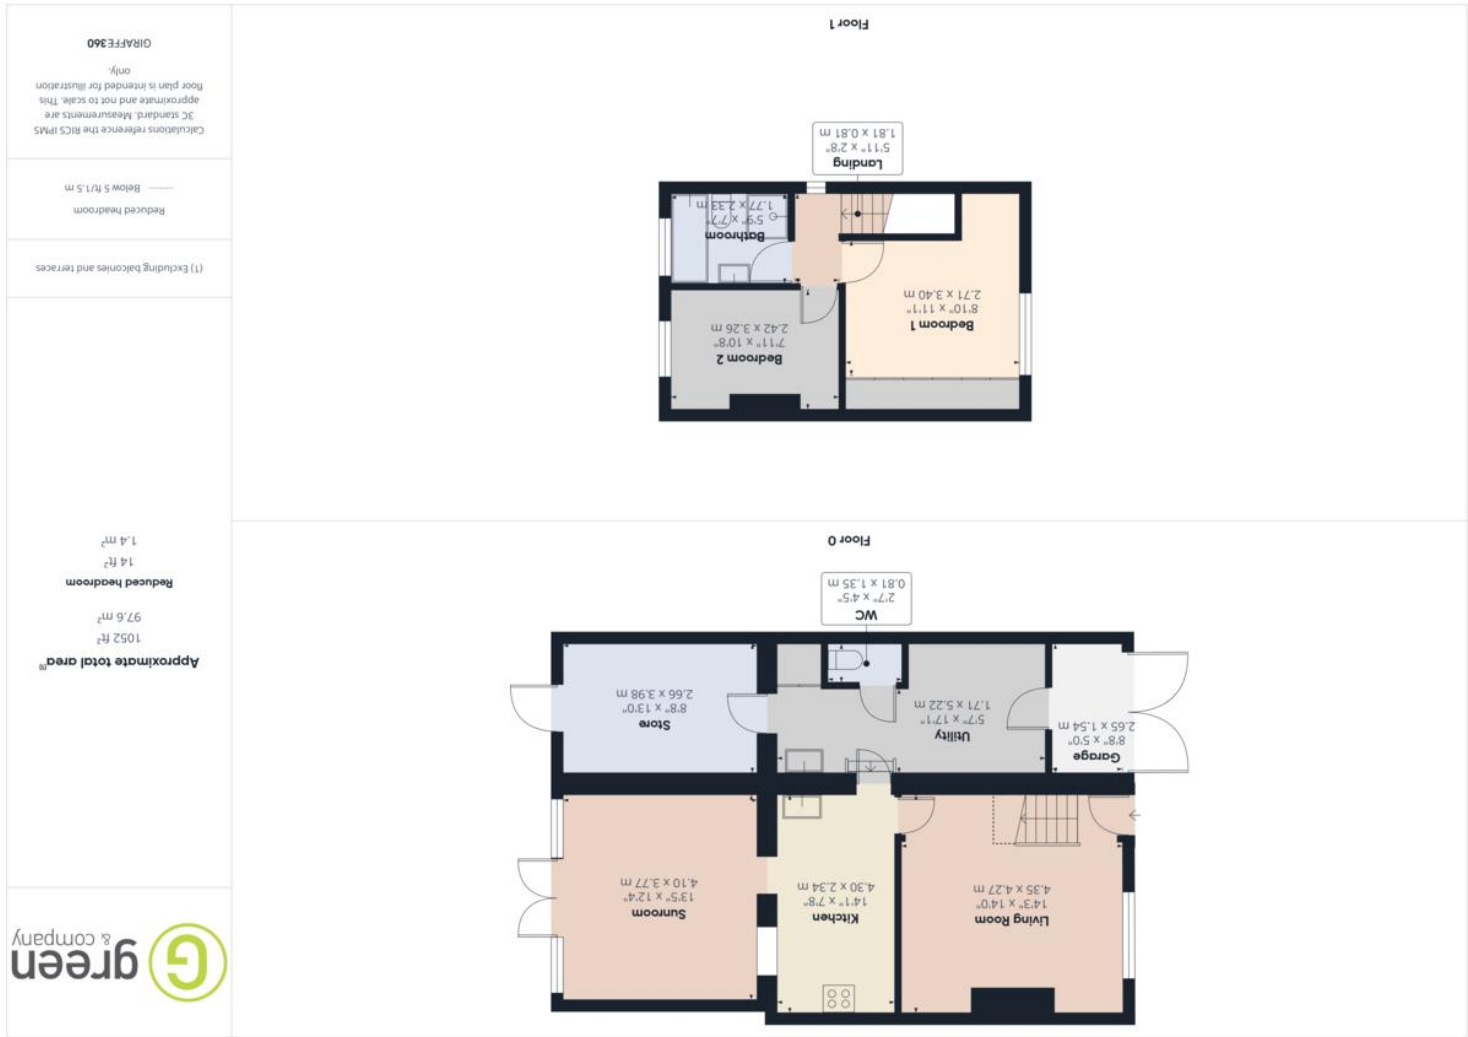 green
& company
Approximate total area⁽¹⁾
1052 ft²
97.6 m²
Reduced headroom
14 ft²
1.4 m²
(1) Excluding balconies and terraces
Reduced headroom
Below 5 ft/1.5 m
Calculations reference the RICS IPMS
3C standard. Measurements are
approximate and not to scale. This
floor plan is intended for illustration
only.
GIRAFFE360
Living Room
14'3" x 14'0"
4.35 x 4.27 m
Kitchen
14'1" x 7'8"
4.30 x 2.34 m
Sunroom
13'5" x 12'4"
4.10 x 3.77 m
Garage
8'8" x 5'0"
2.65 x 1.54 m
Utility
5'7" x 17'1"
1.71 x 5.22 m
Store
8'8" x 13'0"
2.66 x 3.98 m
WC
2'7" x 4'5"
0.81 x 1.35 m
Floor 0
Bedroom 1
8'10" x 11'1"
2.71 x 3.40 m
Bedroom 2
7'11" x 10'8"
2.42 x 3.26 m
Bathroom
5'9" x 7'7"
1.77 x 2.33 m
Landing
5'11" x 2'8"
1.81 x 0.81 m
Floor 1